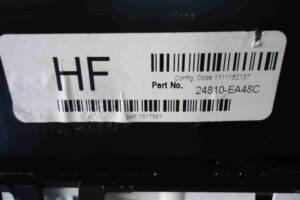 HF
Config. Code 1111152137
Part No. 24810-EA48C
SAP 1017567